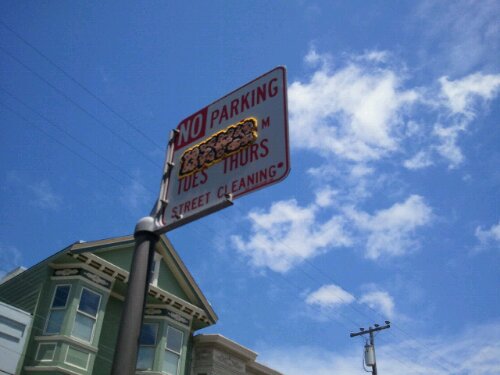 NO PARKING
M
TUES THURS
STREET CLEANING